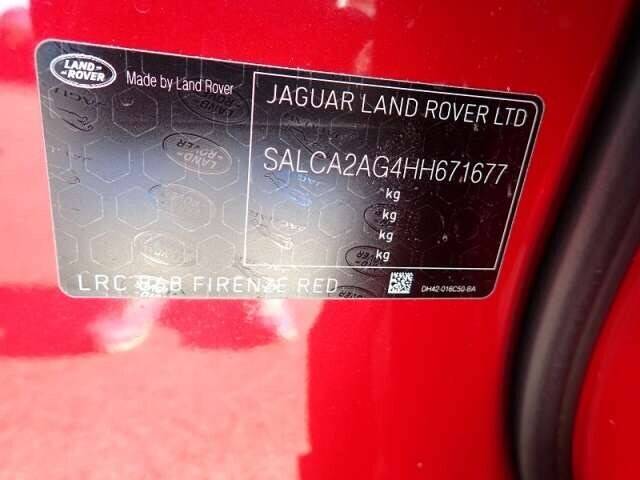 LAND
ROVER
Made by Land Rover
JAGUAR LAND ROVER LTD
SALCA2AG4HH671677
kg
kg
kg
kg
LRC 868 FIRENZE RED
DH42-016C50-BA